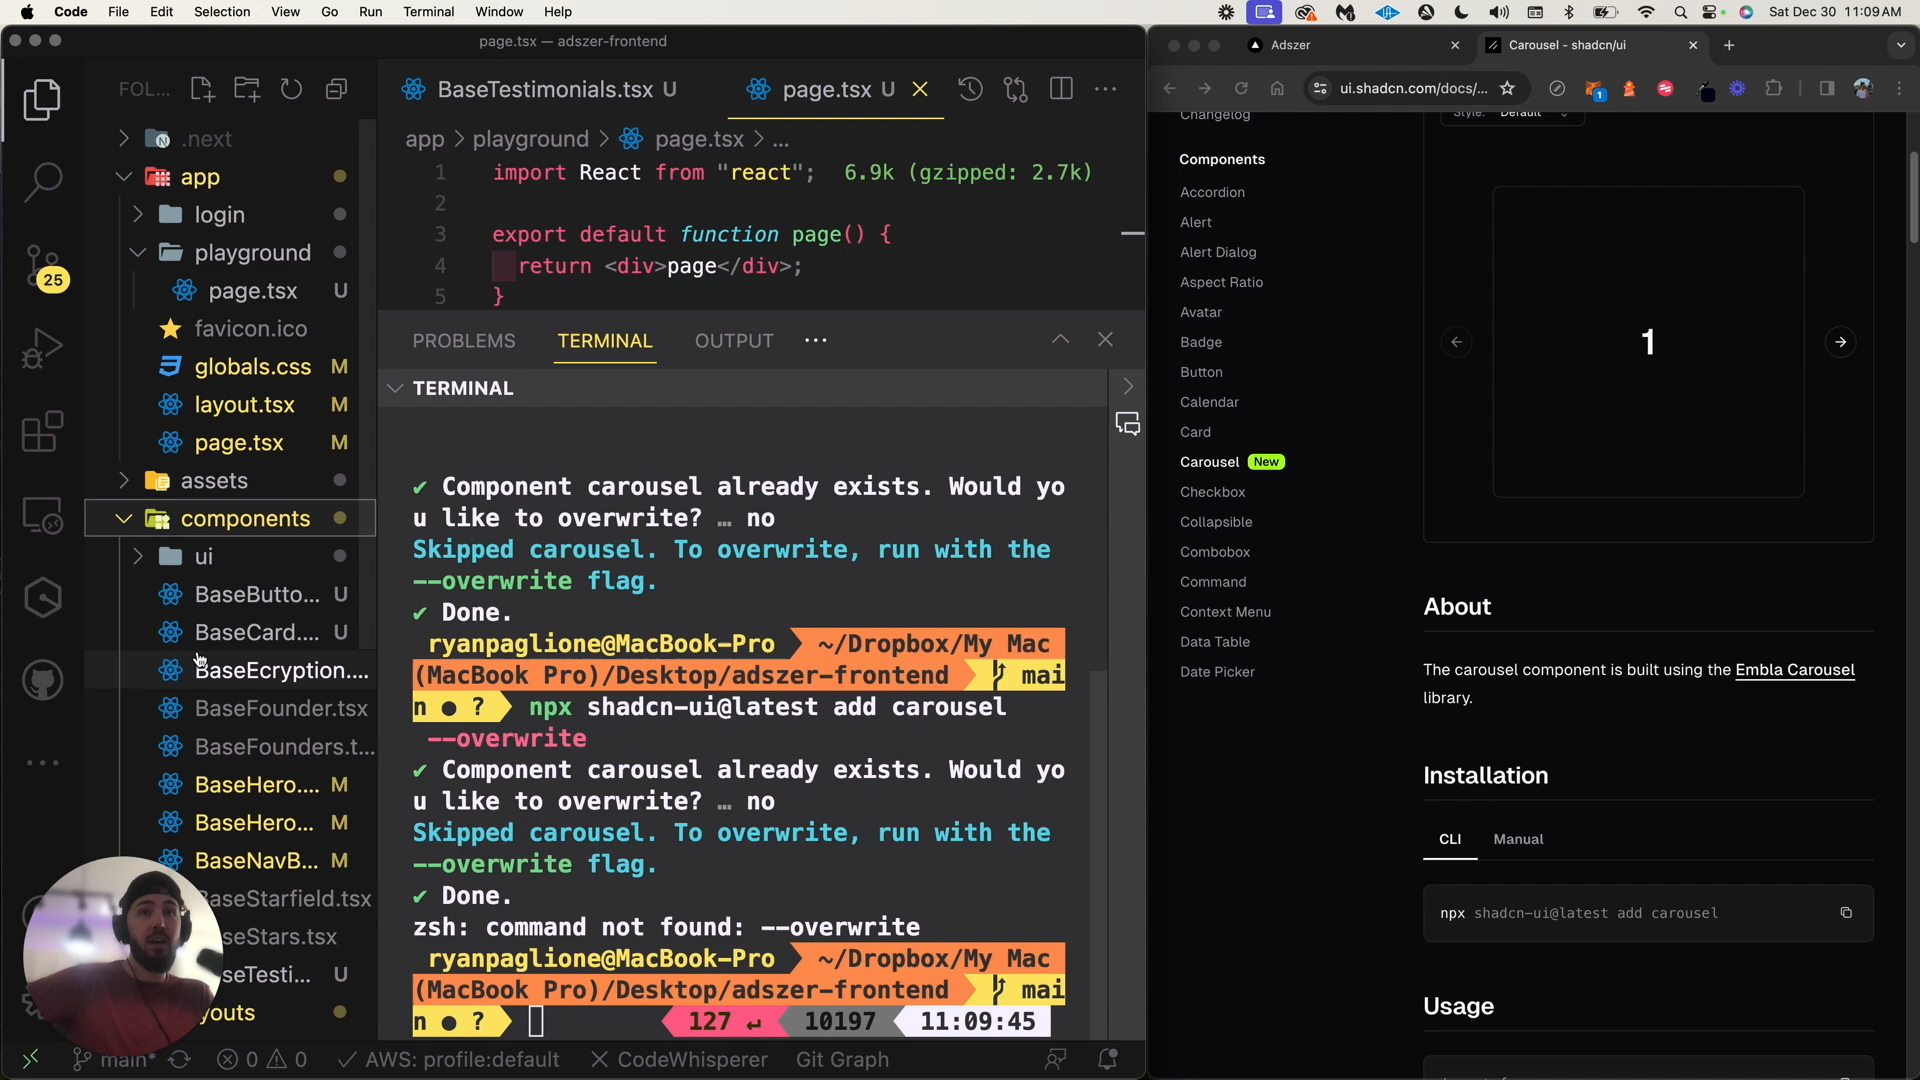 Code File Edit Selection View Go Run Terminal Window Help
Sat Dec 30 11:09 AM
page.tsx — adszer-frontend
FOL...
.next
app
login
playground
page.tsx U
favicon.ico
globals.css M
layout.tsx M
page.tsx M
assets
components
ui
BaseButto... U
BaseCard.... U
BaseEcryption....
BaseFounder.tsx
BaseFounders.t...
BaseHero.... M
BaseHero... M
BaseNavB... M
BaseStarfield.tsx
seStars.tsx
seTesti... U
youts
25
BaseTestimonials.tsx U
page.tsx U
app > playground > page.tsx > ...
1 import React from "react"; 6.9k (gzipped: 2.7k)
2
3 export default function page() {
4 return <div>page</div>;
5 }
PROBLEMS TERMINAL OUTPUT ...
TERMINAL
✔ Component carousel already exists. Would yo
u like to overwrite? … no
Skipped carousel. To overwrite, run with the
--overwrite flag.
✔ Done.
ryanpaglione@MacBook-Pro ~/Dropbox/My Mac
(MacBook Pro)/Desktop/adszer-frontend mai
n ● ? npx shadcn-ui@latest add carousel
--overwrite
✔ Component carousel already exists. Would yo
u like to overwrite? … no
Skipped carousel. To overwrite, run with the
--overwrite flag.
✔ Done.
zsh: command not found: --overwrite
ryanpaglione@MacBook-Pro ~/Dropbox/My Mac
(MacBook Pro)/Desktop/adszer-frontend mai
n ● ? 127 ↵ 10197 11:09:45
main* 0 0 AWS: profile:default CodeWhisperer Git Graph
Adszer
Carousel - shadcn/ui
ui.shadcn.com/docs/...
1
Changelog
Components
Accordion
Alert
Alert Dialog
Aspect Ratio
Avatar
Badge
Button
Calendar
Card
Carousel New
Checkbox
Collapsible
Combobox
Command
Context Menu
Data Table
Date Picker
Style: Default
1
About
The carousel component is built using the Embla Carousel
library.
Installation
CLI Manual
npx shadcn-ui@latest add carousel
Usage